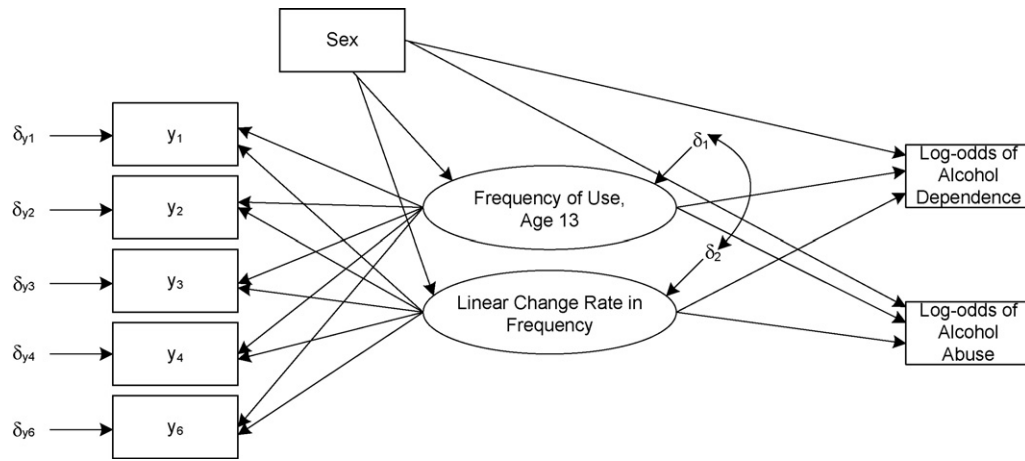 Sex
δy1
y1
δy2
y2
δy3
y3
δy4
y4
δy6
y6
Frequency of Use,
Age 13
Linear Change Rate in
Frequency
δ1
δ2
Log-odds of
Alcohol
Dependence
Log-odds of
Alcohol
Abuse